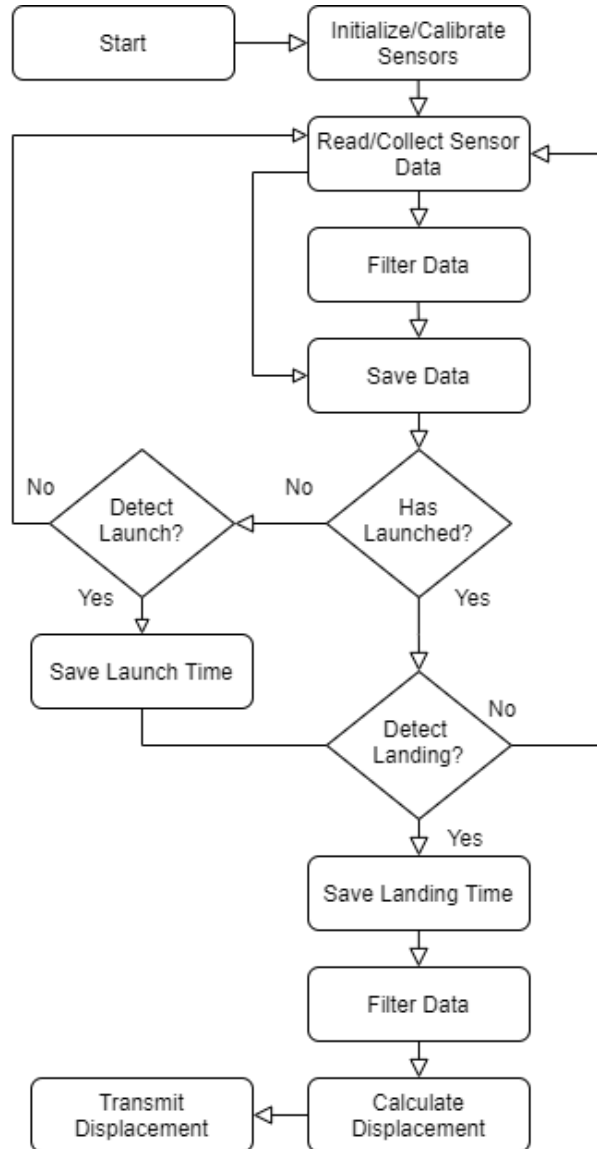 Start
Initialize/Calibrate
Sensors
Read/Collect Sensor
Data
Filter Data
Save Data
No
Detect
Launch?
No
Has
Launched?
Yes
Yes
Save Launch Time
Detect
Landing?
No
Yes
Save Landing Time
Filter Data
Transmit
Displacement
Calculate
Displacement